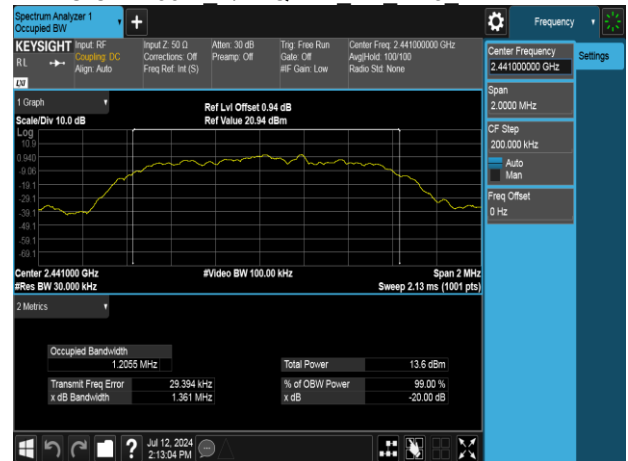 Spectrum Analyzer 1
Occupied BW
Frequency
KEYSIGHT
RL
LXI
Input: RF
Coupling: DC
Align: Auto
Input Z: 50 Ω
Corrections: Off
Freq Ref: Int (S)
Atten: 30 dB
Preamp: Off
Trig: Free Run
Gate: Off
#IF Gain: Low
Center Freq: 2.441000000 GHz
Avg|Hold: 100/100
Radio Std: None
Center Frequency
2.441000000 GHz
Settings
Span
2.0000 MHz
CF Step
200.000 kHz
Auto
Man
Freq Offset
0 Hz
1 Graph
Scale/Div 10.0 dB
Ref Lvl Offset 0.94 dB
Ref Value 20.94 dBm
Log
10.9
0.940
-9.06
-19.1
-29.1
-39.1
-49.1
-59.1
-69.1
Center 2.441000 GHz
#Video BW 100.00 kHz
Span 2 MHz
#Res BW 30.000 kHz
Sweep 2.13 ms (1001 pts)
2 Metrics
Occupied Bandwidth
1.2055 MHz
Total Power 13.6 dBm
Transmit Freq Error 29.394 kHz
% of OBW Power 99.00 %
x dB Bandwidth 1.361 MHz
x dB -20.00 dB
Jul 12, 2024
2:13:04 PM